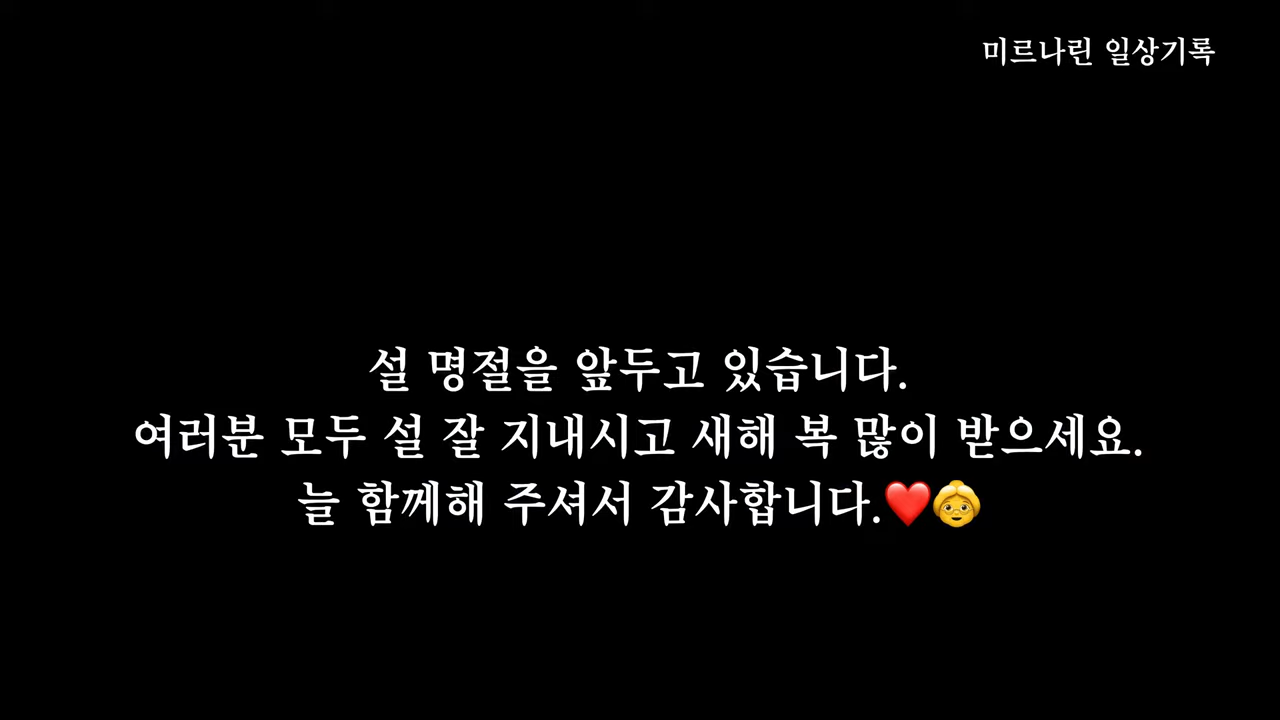 미르나린 일상기록
설 명절을 앞두고 있습니다.
여러분 모두 설 잘 지내시고 새해 복 많이 받으세요.
늘 함께해 주셔서 감사합니다.❤️👵